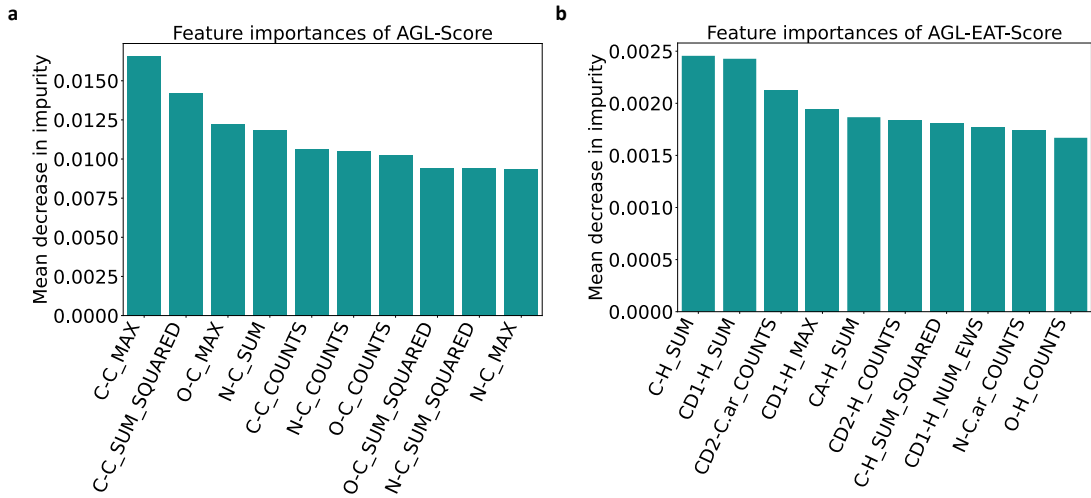 a
Feature importances of AGL-Score
Mean decrease in impurity
0.0150
0.0125
0.0100
0.0075
0.0050
0.0025
0.0000
C-C_MAX
C-C_SUM_SQUARED
O-C_MAX
N-C_SUM
C-C_COUNTS
N-C_COUNTS
O-C_COUNTS
O-C_SUM_SQUARED
N-C_SUM_SQUARED
N-C_MAX
b
Feature importances of AGL-EAT-Score
Mean decrease in impurity
0.0025
0.0020
0.0015
0.0010
0.0005
0.0000
C-H_SUM
CD1-H_SUM
CD2-C.ar_COUNTS
CD1-H_MAX
CA-H_SUM
CD2-H_COUNTS
C-H_SUM_SQUARED
CD1-H_NUM_EWS
N-C.ar_COUNTS
O-H_COUNTS